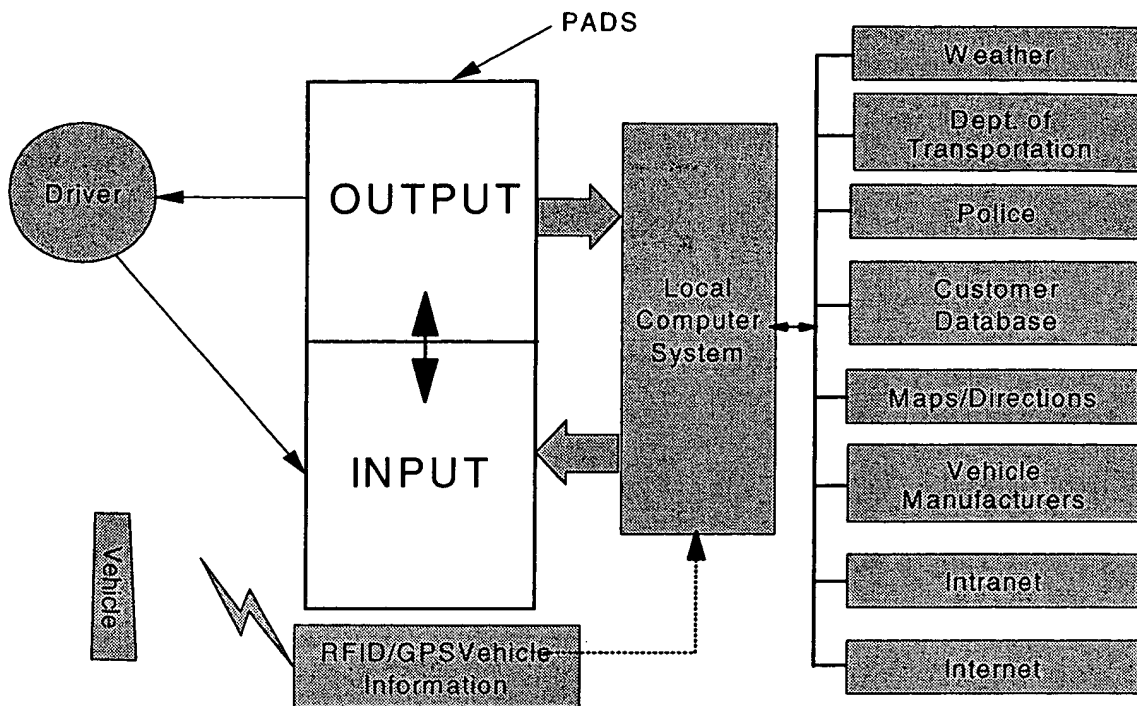 PADS
Weather
Dept. of
Transportation
Driver
OUTPUT
Police
Local
Computer
System
Customer
Database
Maps/Directions
INPUT
Vehicle
Manufacturers
Vehicle
Intranet
RFID/GPSVehicle
Information
Internet